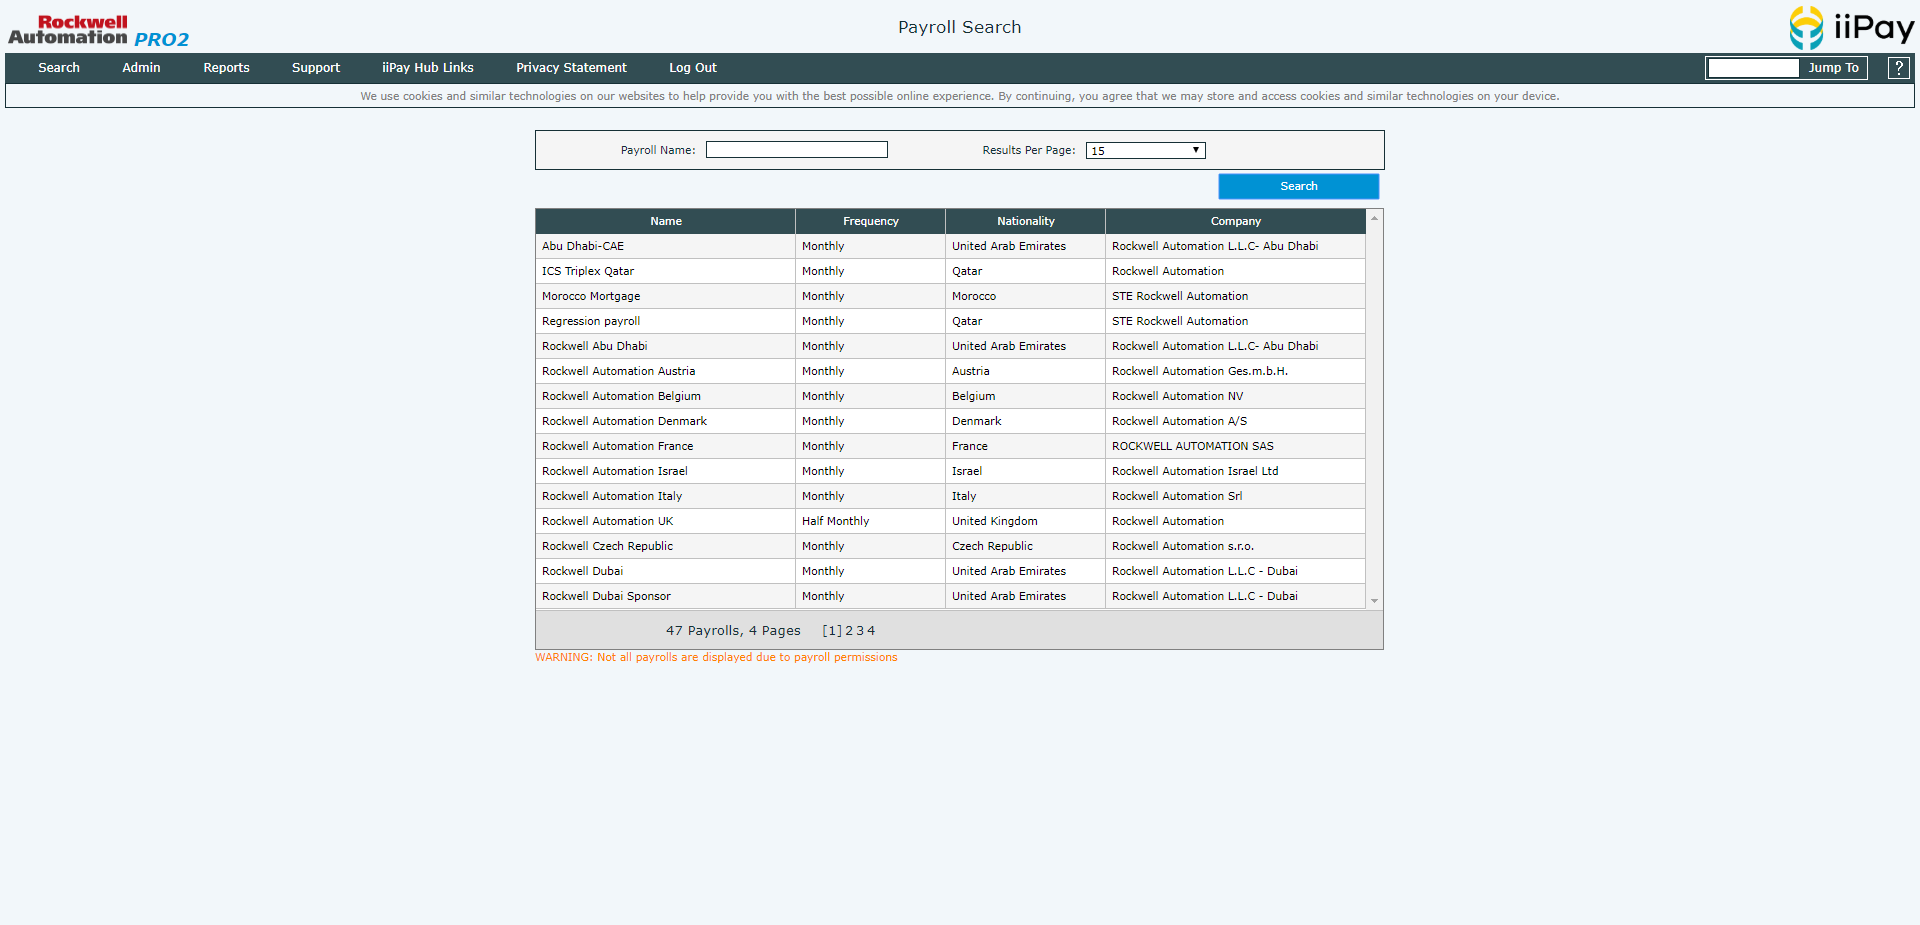 Rockwell
Automation PRO2
Payroll Search
iiPay
Search Admin Reports Support iiPay Hub Links Privacy Statement Log Out Jump To ?
We use cookies and similar technologies on our websites to help provide you with the best possible online experience. By continuing, you agree that we may store and access cookies and similar technologies on your device.
Payroll Name: Results Per Page: 15
Search
Name Frequency Nationality Company
Abu Dhabi-CAE Monthly United Arab Emirates Rockwell Automation L.L.C- Abu Dhabi
ICS Triplex Qatar Monthly Qatar Rockwell Automation
Morocco Mortgage Monthly Morocco STE Rockwell Automation
Regression payroll Monthly Qatar STE Rockwell Automation
Rockwell Abu Dhabi Monthly United Arab Emirates Rockwell Automation L.L.C- Abu Dhabi
Rockwell Automation Austria Monthly Austria Rockwell Automation Ges.m.b.H.
Rockwell Automation Belgium Monthly Belgium Rockwell Automation NV
Rockwell Automation Denmark Monthly Denmark Rockwell Automation A/S
Rockwell Automation France Monthly France ROCKWELL AUTOMATION SAS
Rockwell Automation Israel Monthly Israel Rockwell Automation Israel Ltd
Rockwell Automation Italy Monthly Italy Rockwell Automation Srl
Rockwell Automation UK Half Monthly United Kingdom Rockwell Automation
Rockwell Czech Republic Monthly Czech Republic Rockwell Automation s.r.o.
Rockwell Dubai Monthly United Arab Emirates Rockwell Automation L.L.C - Dubai
Rockwell Dubai Sponsor Monthly United Arab Emirates Rockwell Automation L.L.C - Dubai
47 Payrolls, 4 Pages [1] 2 3 4
WARNING: Not all payrolls are displayed due to payroll permissions